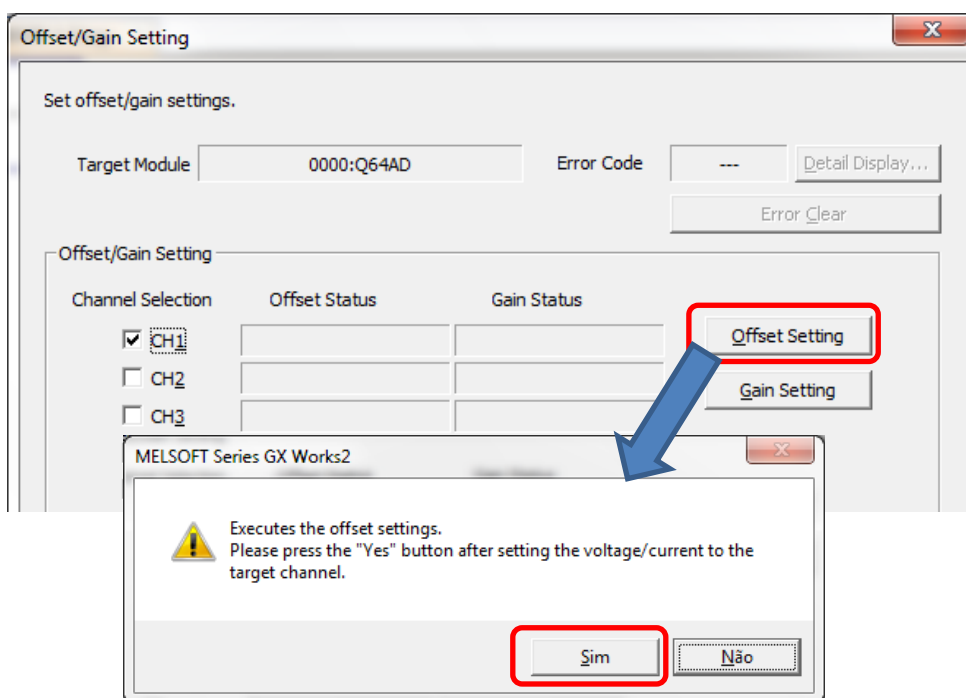 Offset/Gain Setting
Set offset/gain settings.
Target Module 0000:Q64AD Error Code --- Detail Display...
Error Clear
Offset/Gain Setting
Channel Selection Offset Status Gain Status
CH1 Offset Setting
CH2 Gain Setting
CH3
MELSOFT Series GX Works2
Executes the offset settings.
Please press the "Yes" button after setting the voltage/current to the
target channel.
Sim Não